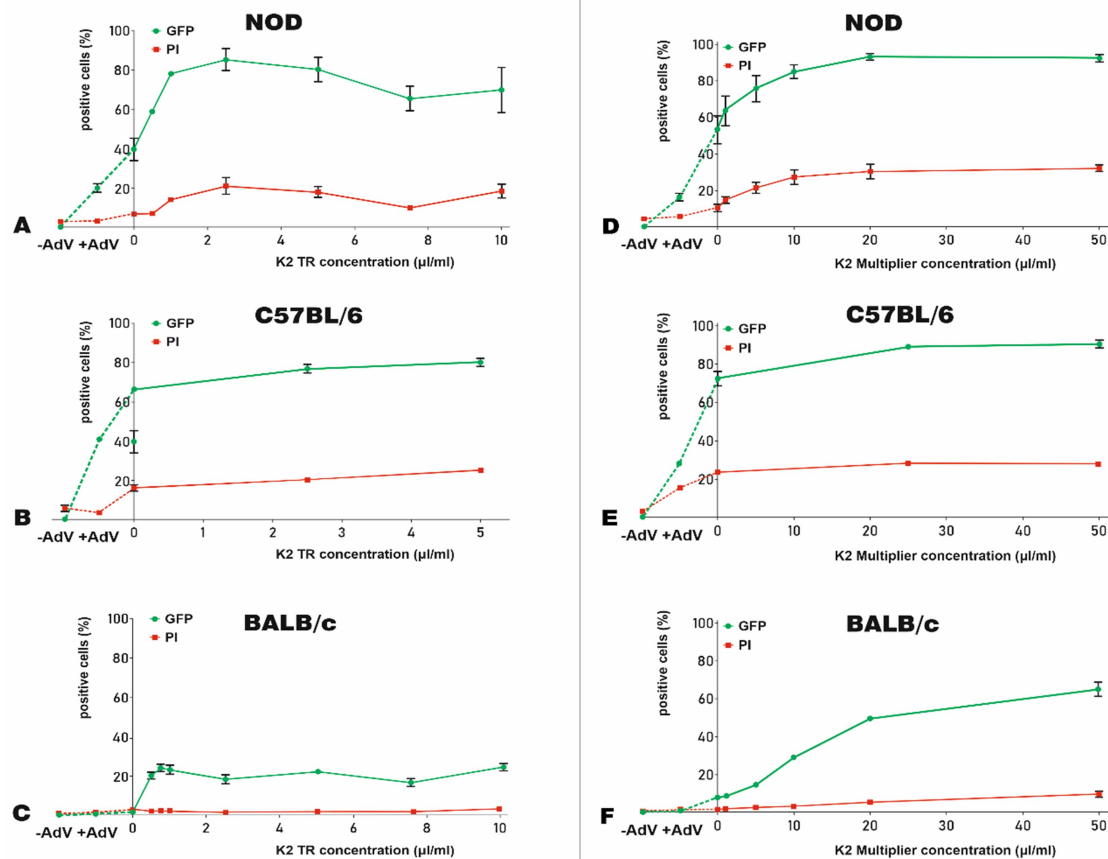 NOD
GFP
PI
positive cells (%)
100
80
60
40
20
A
-AdV +AdV
0
2
4
6
8
10
K2 TR concentration (µl/ml)
C57BL/6
GFP
PI
positive cells (%)
100
80
60
40
20
B
-AdV +AdV
0
1
2
3
4
5
K2 TR concentration (µl/ml)
BALB/c
GFP
PI
positive cells (%)
100
80
60
40
20
C
-AdV +AdV
0
2
4
6
8
10
K2 TR concentration (µl/ml)
NOD
GFP
PI
positive cells (%)
100
80
60
40
20
D
-AdV +AdV
0
10
20
30
40
50
K2 Multiplier concentration (µl/ml)
C57BL/6
GFP
PI
positive cells (%)
100
80
60
40
20
E
-AdV +AdV
0
10
20
30
40
50
K2 Multiplier concentration (µl/ml)
BALB/c
GFP
PI
positive cells (%)
100
80
60
40
20
F
-AdV +AdV
0
10
20
30
40
50
K2 Multiplier concentration (µl/ml)